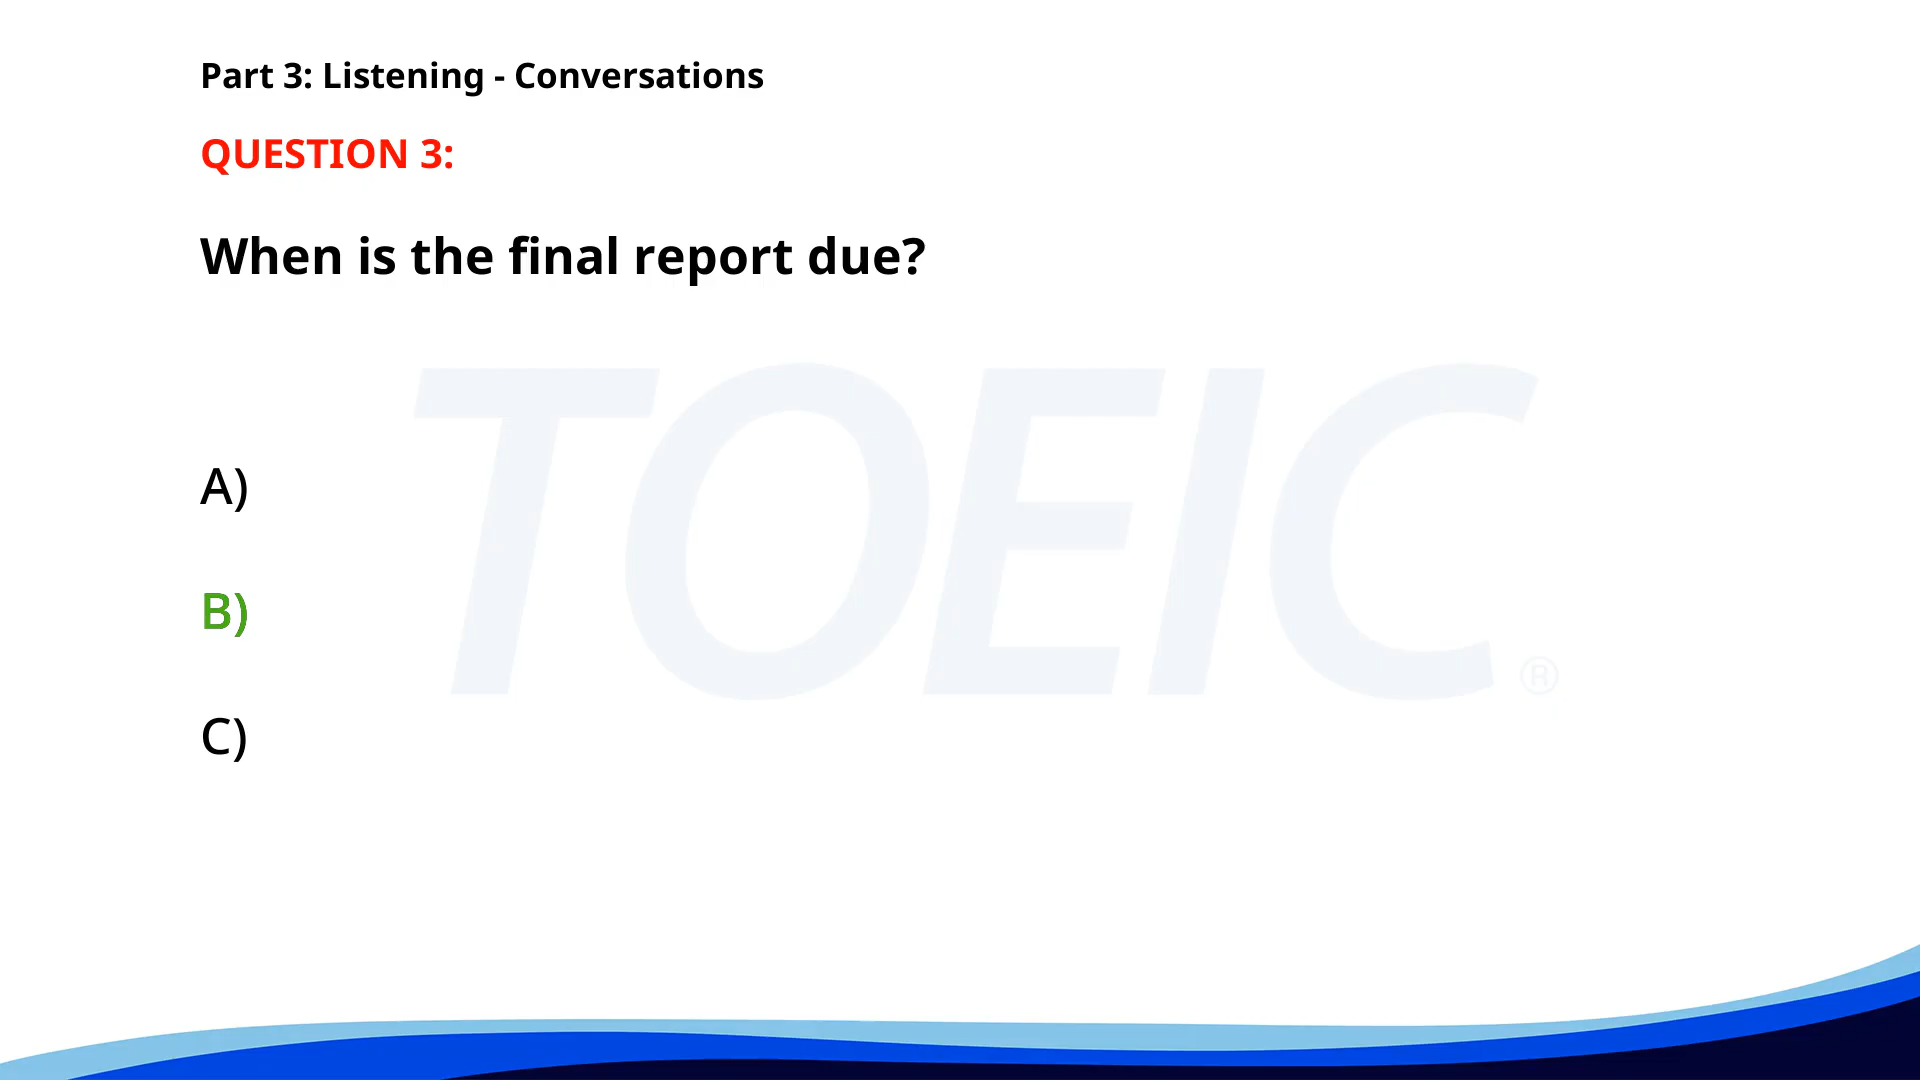 Part 3: Listening - Conversations
QUESTION 3:
When is the final report due?
TOEIC®
A)
B)
C)